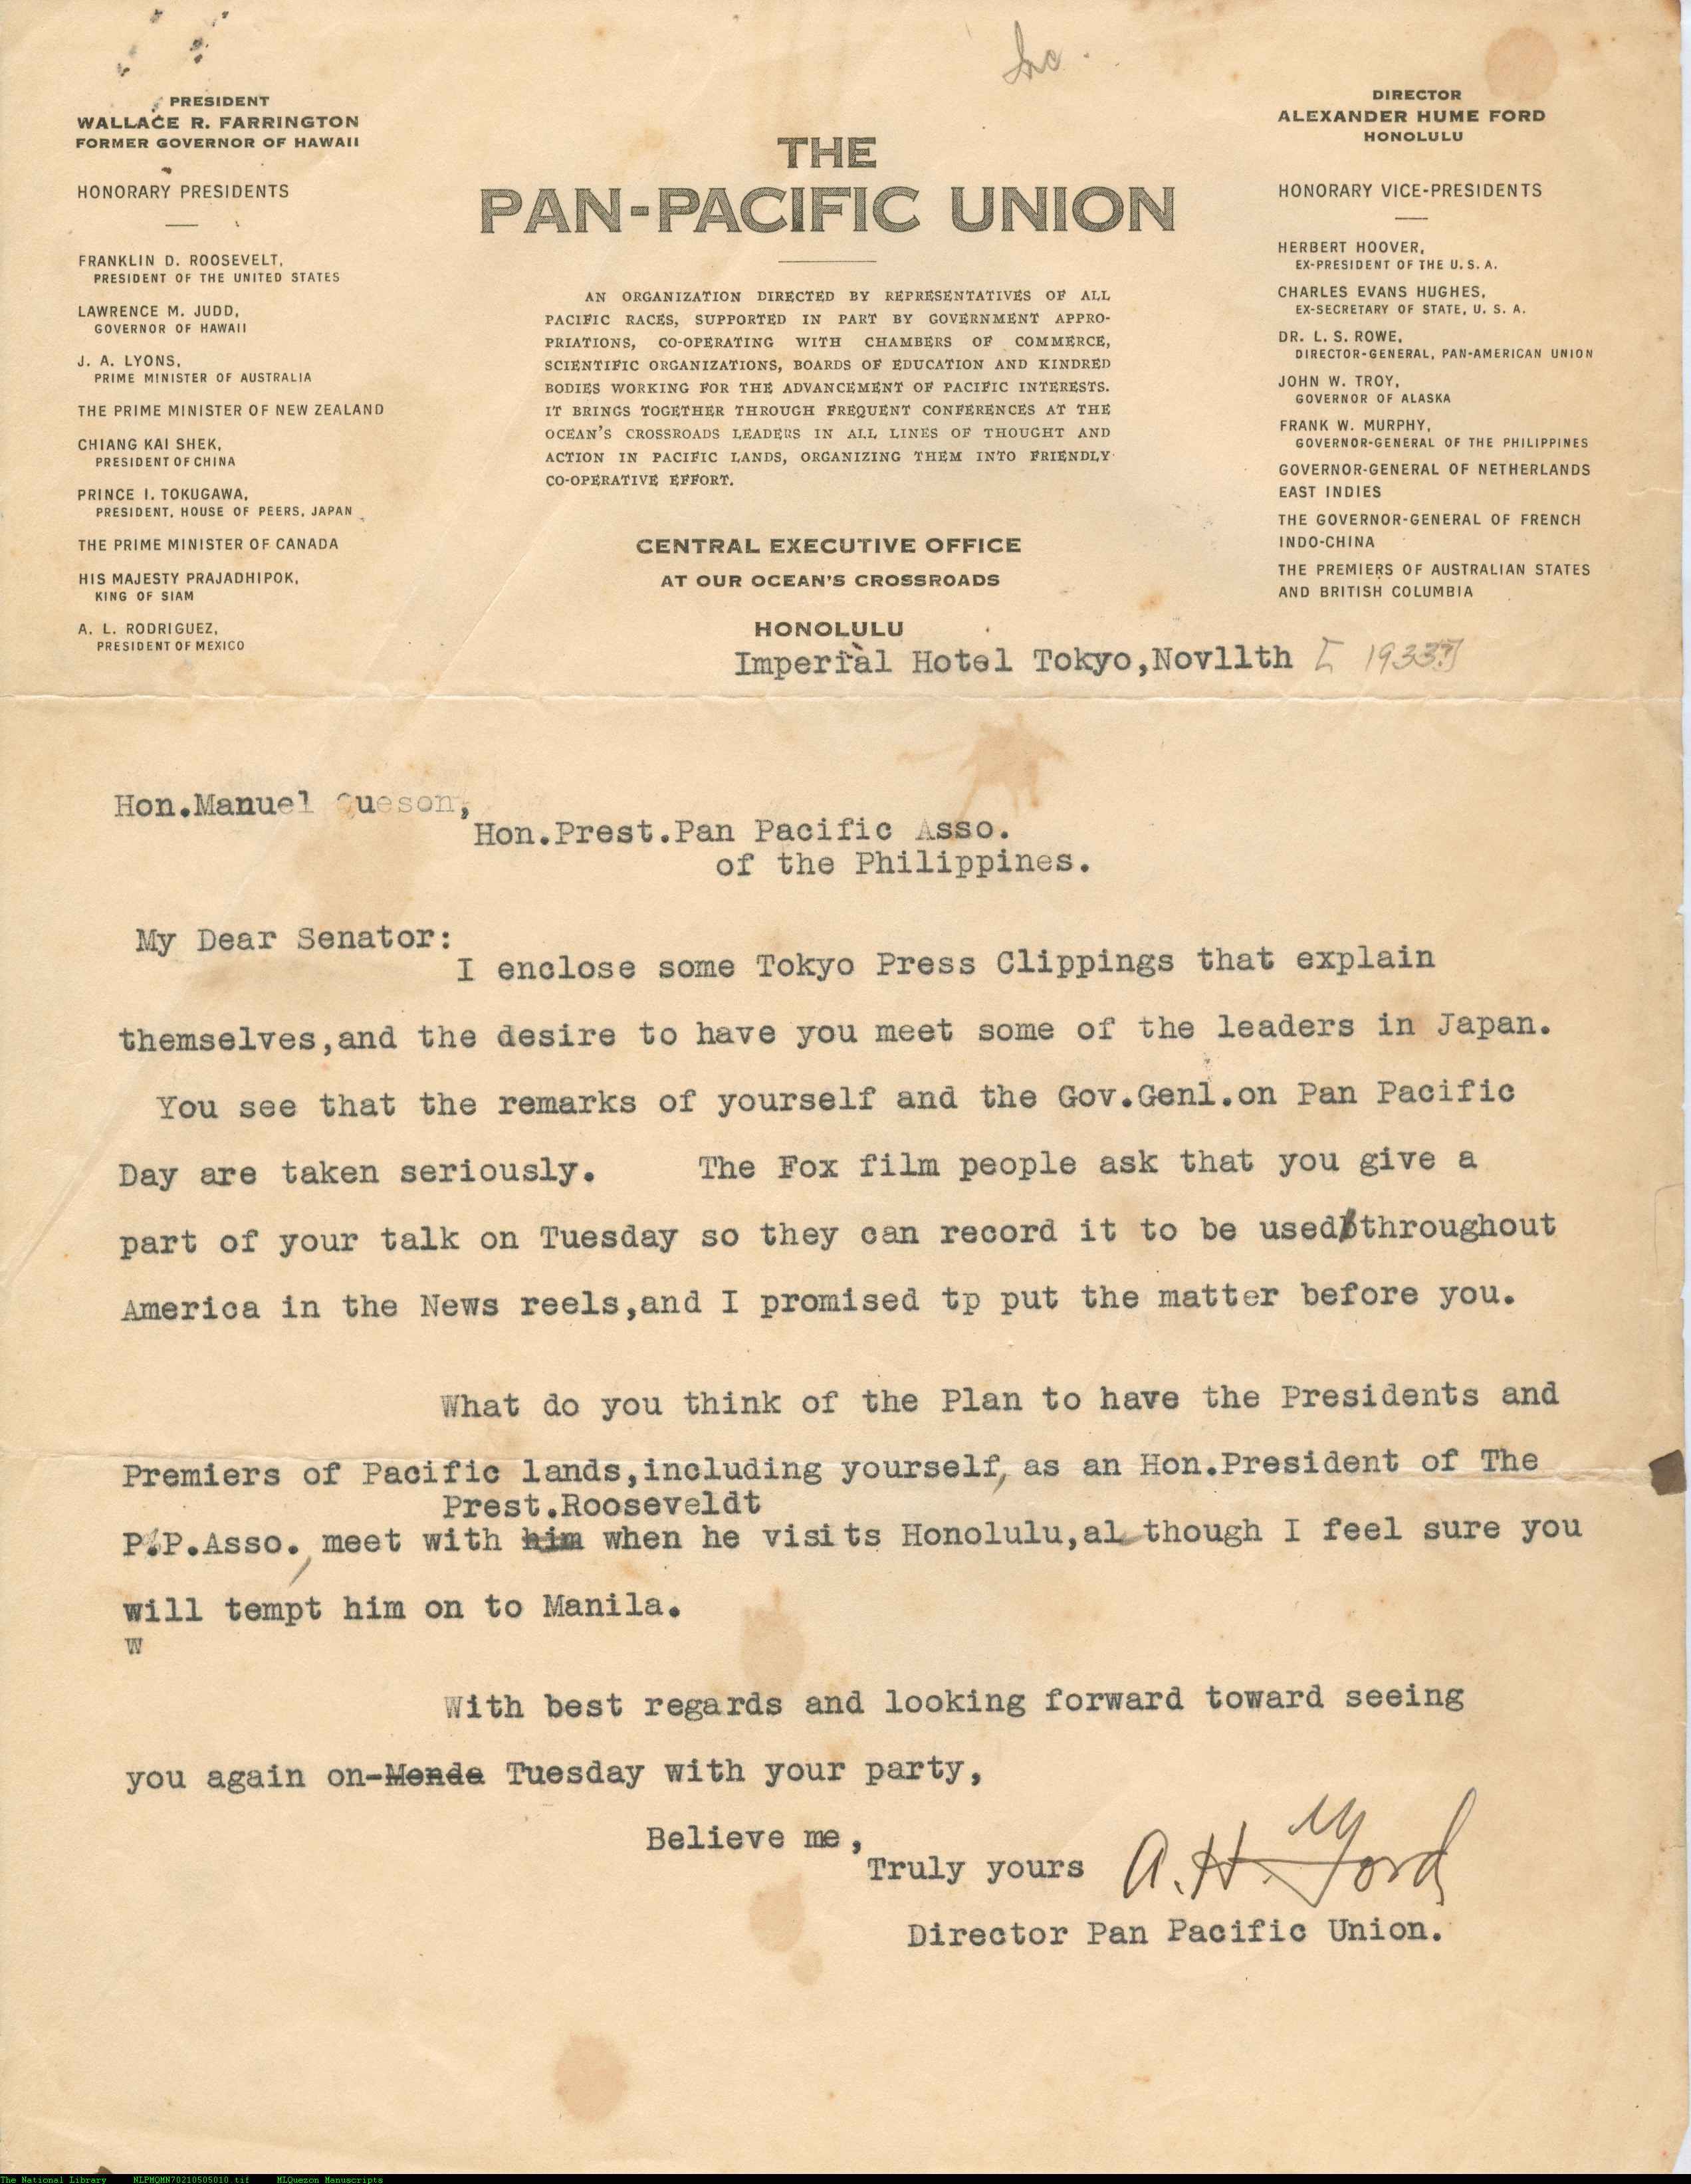 Inc.
PRESIDENT
WALLACE R. FARRINGTON
FORMER GOVERNOR OF HAWAII
HONORARY PRESIDENTS
FRANKLIN D. ROOSEVELT,
PRESIDENT OF THE UNITED STATES
LAWRENCE M. JUDD,
GOVERNOR OF HAWAII
J. A. LYONS,
PRIME MINISTER OF AUSTRALIA
THE PRIME MINISTER OF NEW ZEALAND
CHIANG KAI SHEK,
PRESIDENT OF CHINA
PRINCE I. TOKUGAWA,
PRESIDENT, HOUSE OF PEERS, JAPAN
THE PRIME MINISTER OF CANADA
HIS MAJESTY PRAJADHIPOK,
KING OF SIAM
A. L. RODRIGUEZ,
PRESIDENT OF MEXICO
THE
PAN-PACIFIC UNION
AN ORGANIZATION DIRECTED BY REPRESENTATIVES OF ALL
PACIFIC RACES, SUPPORTED IN PART BY GOVERNMENT APPRO-
PRIATIONS, CO-OPERATING WITH CHAMBERS OF COMMERCE,
SCIENTIFIC ORGANIZATIONS, BOARDS OF EDUCATION AND KINDRED
BODIES WORKING FOR THE ADVANCEMENT OF PACIFIC INTERESTS.
IT BRINGS TOGETHER THROUGH FREQUENT CONFERENCES AT THE
OCEAN'S CROSSROADS LEADERS IN ALL LINES OF THOUGHT AND
ACTION IN PACIFIC LANDS, ORGANIZING THEM INTO FRIENDLY
CO-OPERATIVE EFFORT.
CENTRAL EXECUTIVE OFFICE
AT OUR OCEAN'S CROSSROADS
HONOLULU
DIRECTOR
ALEXANDER HUME FORD
HONOLULU
HONORARY VICE-PRESIDENTS
HERBERT HOOVER,
EX-PRESIDENT OF THE U. S. A.
CHARLES EVANS HUGHES,
EX-SECRETARY OF STATE, U. S. A.
DR. L. S. ROWE,
DIRECTOR-GENERAL, PAN-AMERICAN UNION
JOHN W. TROY,
GOVERNOR OF ALASKA
FRANK W. MURPHY,
GOVERNOR-GENERAL OF THE PHILIPPINES
GOVERNOR-GENERAL OF NETHERLANDS
EAST INDIES
THE GOVERNOR-GENERAL OF FRENCH
INDO-CHINA
THE PREMIERS OF AUSTRALIAN STATES
AND BRITISH COLUMBIA
Imperial Hotel Tokyo,Nov11th [1933?]
Hon.Manuel Queson,
Hon.Prest.Pan Pacific Asso.
of the Philippines.
My Dear Senator:
I enclose some Tokyo Press Clippings that explain
themselves,and the desire to have you meet some of the leaders in Japan.
You see that the remarks of yourself and the Gov.Genl.on Pan Pacific
Day are taken seriously. The Fox film people ask that you give a
part of your talk on Tuesday so they can record it to be used throughout
America in the News reels,and I promised tp put the matter before you.
What do you think of the Plan to have the Presidents and
Premiers of Pacific lands,including yourself, as an Hon.President of The
Prest.Rooseveldt
P.P.Asso., meet with him when he visits Honolulu,al though I feel sure you
will tempt him on to Manila.
W
With best regards and looking forward toward seeing
you again on-Monda Tuesday with your party,
Believe me,
Truly yours A. H. Ford
Director Pan Pacific Union.
The National Library NLPMQMN70210505010.tif MLQuezon Manuscripts